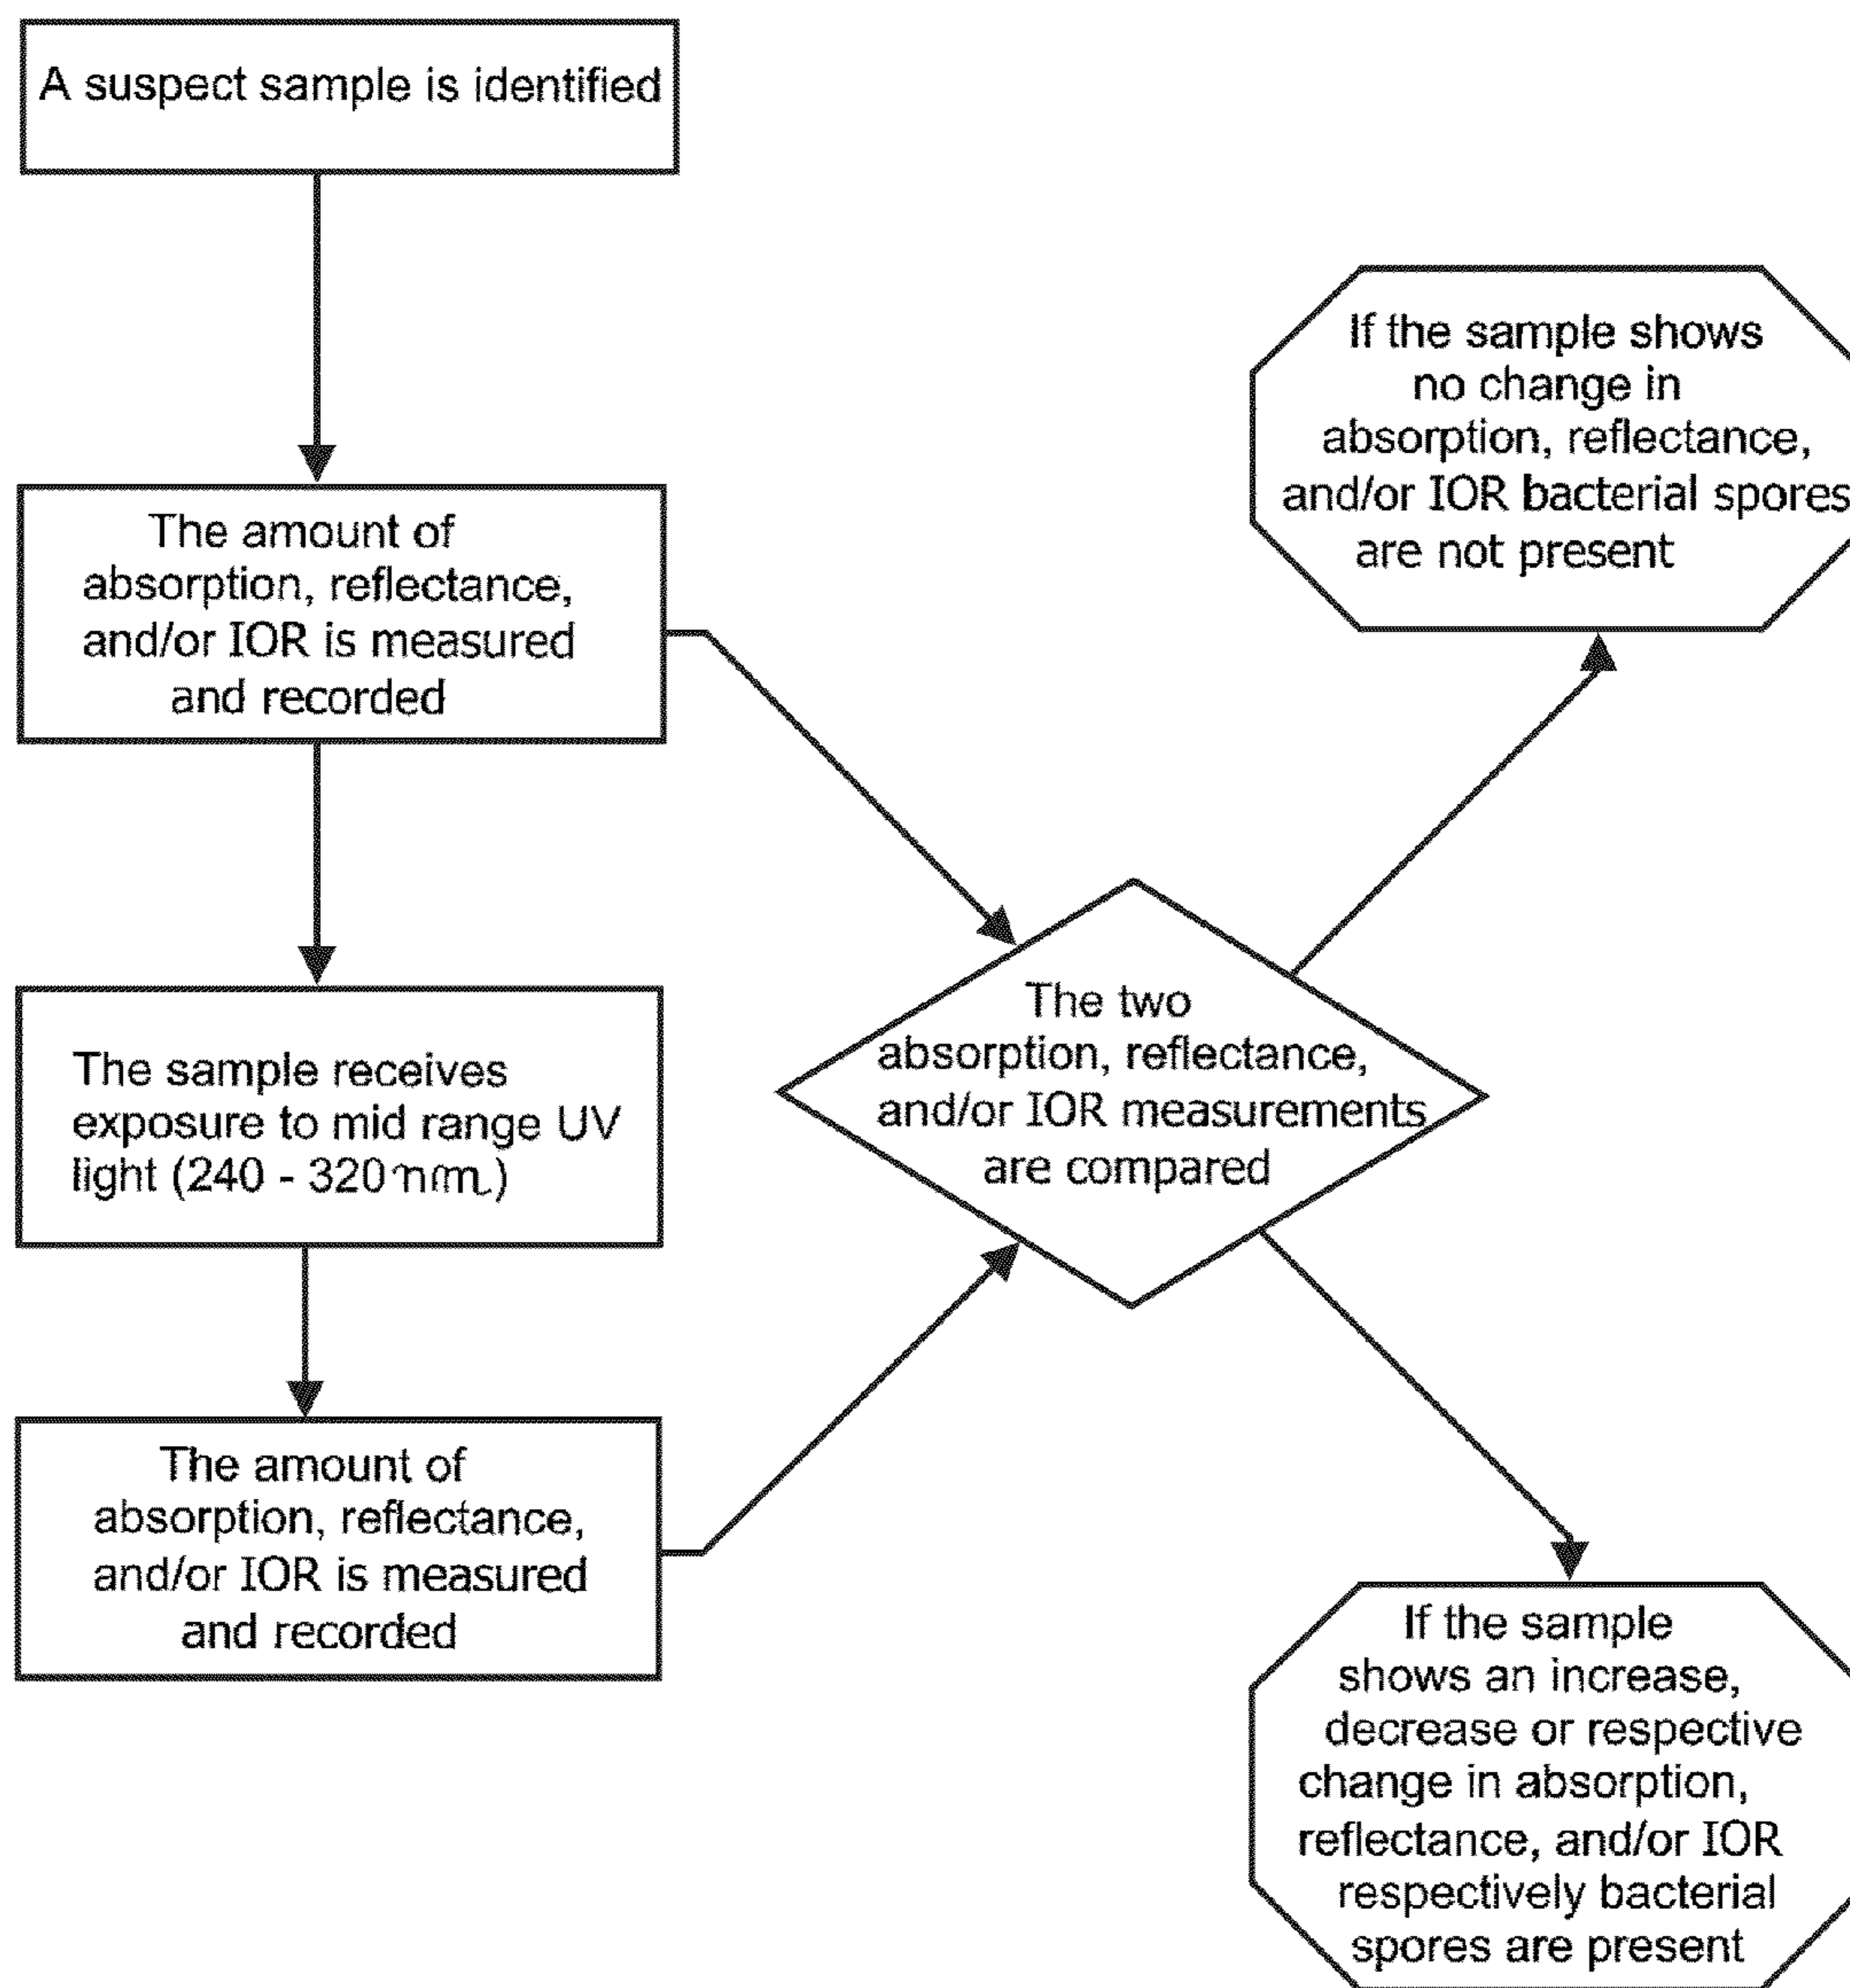 A suspect sample is identified
The amount of
absorption, reflectance,
and/or IOR is measured
and recorded
The sample receives
exposure to mid range UV
light (240 - 320 nm.)
The amount of
absorption, reflectance,
and/or IOR is measured
and recorded
The two
absorption, reflectance,
and/or IOR measurements
are compared
If the sample shows
no change in
absorption, reflectance,
and/or IOR bacterial spores
are not present
If the sample
shows an increase,
decrease or respective
change in absorption,
reflectance, and/or IOR
respectively bacterial
spores are present